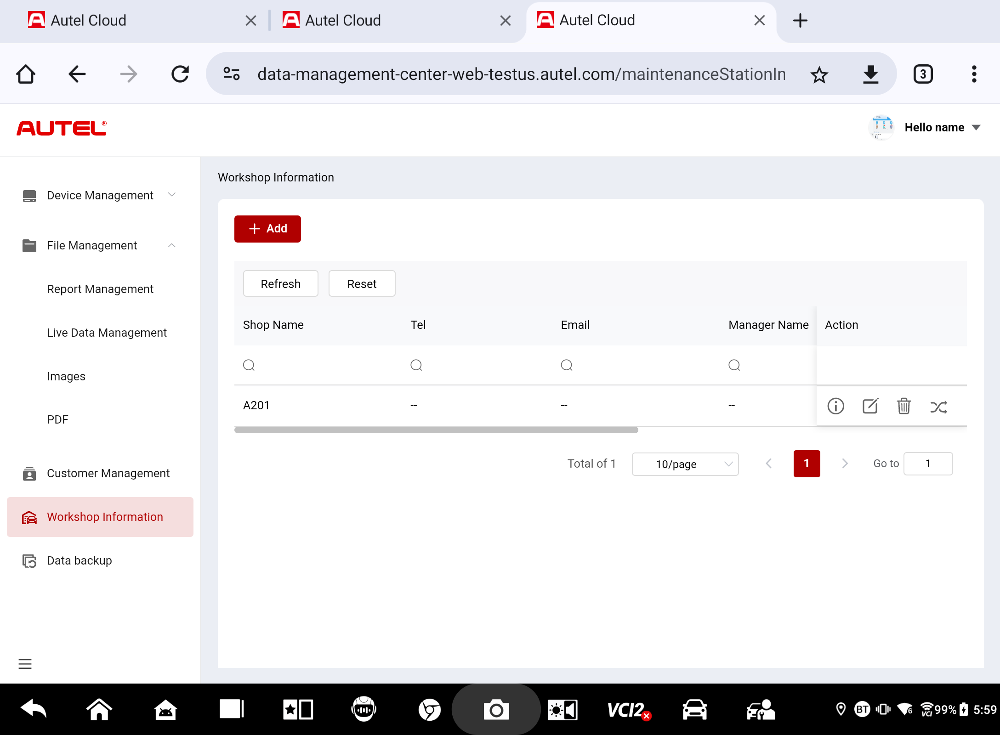 Autel Cloud
Autel Cloud
Autel Cloud
data-management-center-web-testus.autel.com/maintenanceStationIn
3
AUTEL®
Hello name
Device Management
File Management
Report Management
Live Data Management
Images
PDF
Customer Management
Workshop Information
Data backup
Workshop Information
Add
Refresh
Reset
Shop Name
Tel
Email
Manager Name
Action
A201
--
--
--
Total of 1
10/page
1
Go to
1
VCI2
BT
6
VCI
99%
5:59